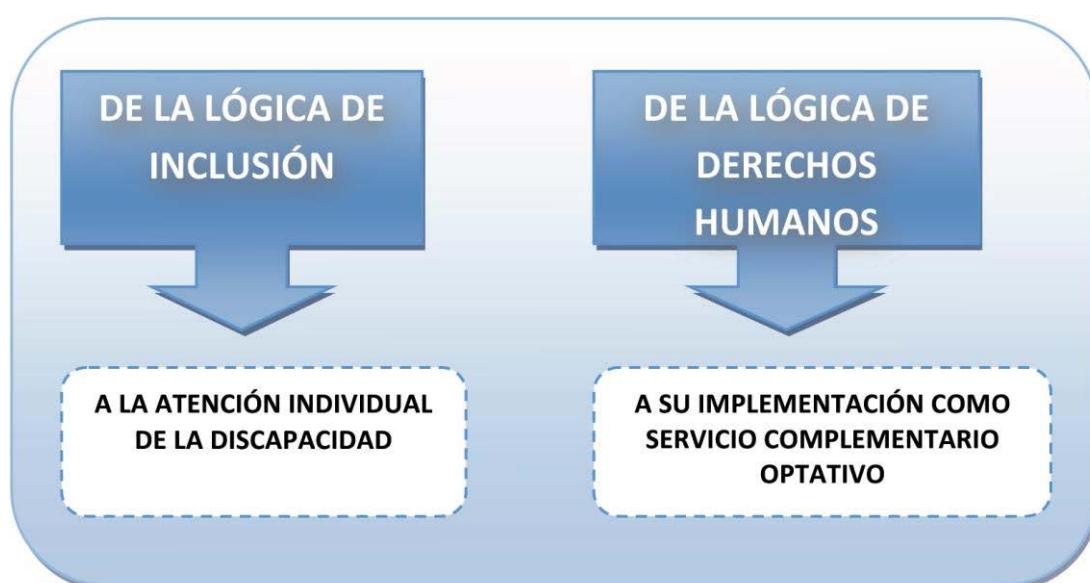 DE LA LÓGICA DE
INCLUSIÓN
A LA ATENCIÓN INDIVIDUAL
DE LA DISCAPACIDAD
DE LA LÓGICA DE
DERECHOS
HUMANOS
A SU IMPLEMENTACIÓN COMO
SERVICIO COMPLEMENTARIO
OPTATIVO